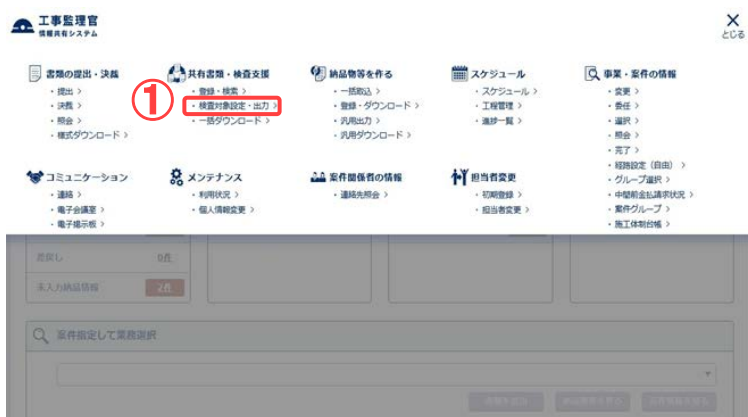 工事監理官
情報共有システム
とじる
書類の提出・決裁
・提出 >
・決裁 >
・照会 >
・様式ダウンロード >
①
共有書類・検査支援
・登録・検索 >
・検査対象設定・出力 >
・一括ダウンロード >
納品物等を作る
・一括取込 >
・登録・ダウンロード >
・汎用出力 >
・汎用ダウンロード >
スケジュール
・スケジュール >
・工程管理 >
・進捗一覧 >
事業・案件の情報
・変更 >
・委任 >
・選択 >
・照会 >
・完了 >
・経路設定（自由） >
・グループ選択 >
・中間前金払請求状況 >
・案件グループ >
・施工体制台帳 >
コミュニケーション
・連絡 >
・電子会議室 >
・電子掲示板 >
メンテナンス
・利用状況 >
・個人情報変更 >
案件関係者の情報
・連絡先照会 >
担当者変更
・初期登録 >
・担当者変更 >
差戻し 0件
未入力納品情報 2件
案件指定して業務選択